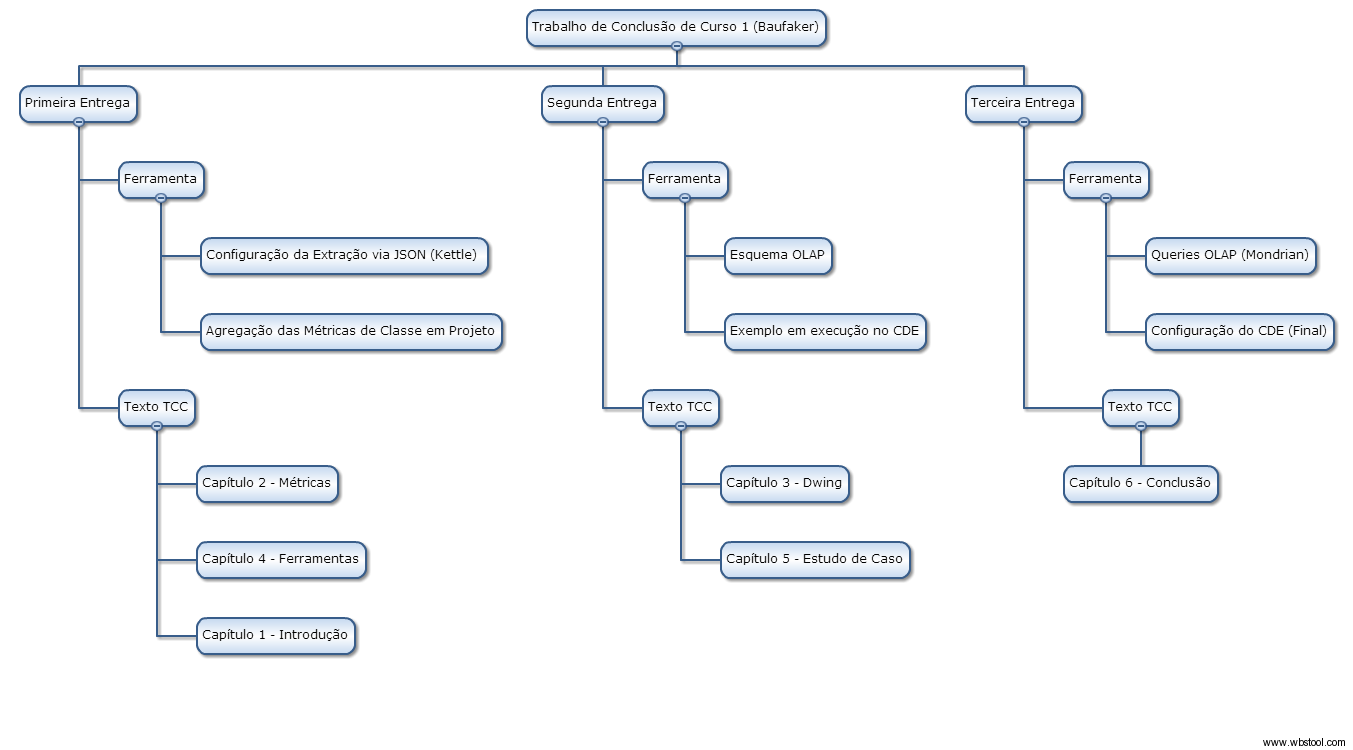 Trabalho de Conclusão de Curso 1 (Baufaker)
Primeira Entrega
Ferramenta
Configuração da Extração via JSON (Kettle)
Agregação das Métricas de Classe em Projeto
Texto TCC
Capítulo 2 - Métricas
Capítulo 4 - Ferramentas
Capítulo 1 - Introdução
Segunda Entrega
Ferramenta
Esquema OLAP
Exemplo em execução no CDE
Texto TCC
Capítulo 3 - Dwing
Capítulo 5 - Estudo de Caso
Terceira Entrega
Ferramenta
Queries OLAP (Mondrian)
Configuração do CDE (Final)
Texto TCC
Capítulo 6 - Conclusão
www.wbstool.com